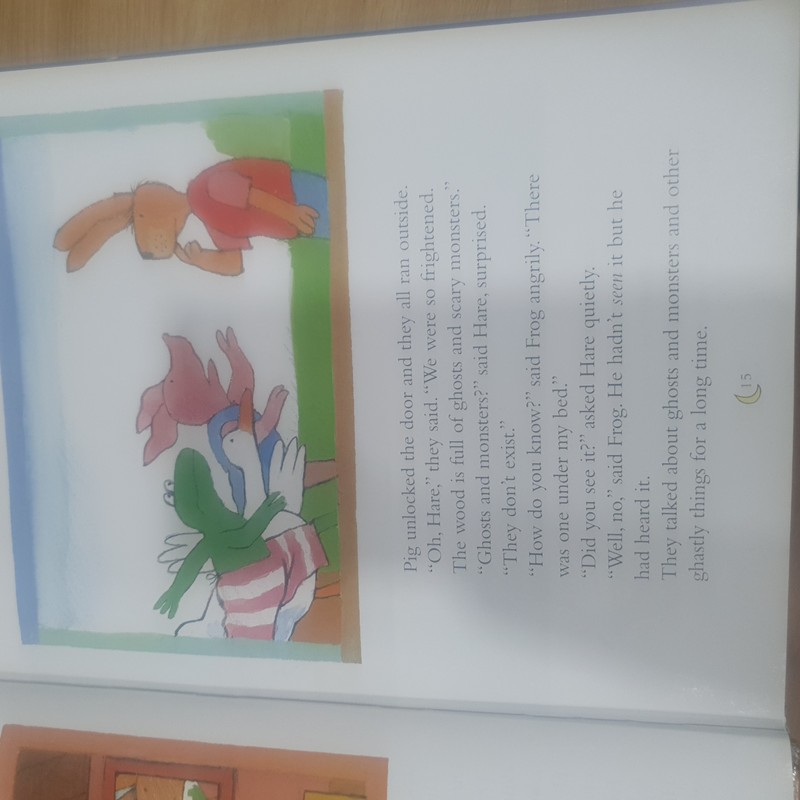 Pig unlocked the door and they all ran outside.
“Oh, Hare,” they said. “We were so frightened.
The wood is full of ghosts and scary monsters.”
“Ghosts and monsters?” said Hare, surprised.
“They don’t exist.”
“How do you know?” said Frog angrily. “There
was one under my bed.”
“Did you see it?” asked Hare quietly.
“Well, no,” said Frog. He hadn’t seen it but he
had heard it.
They talked about ghosts and monsters and other
ghastly things for a long time.
15